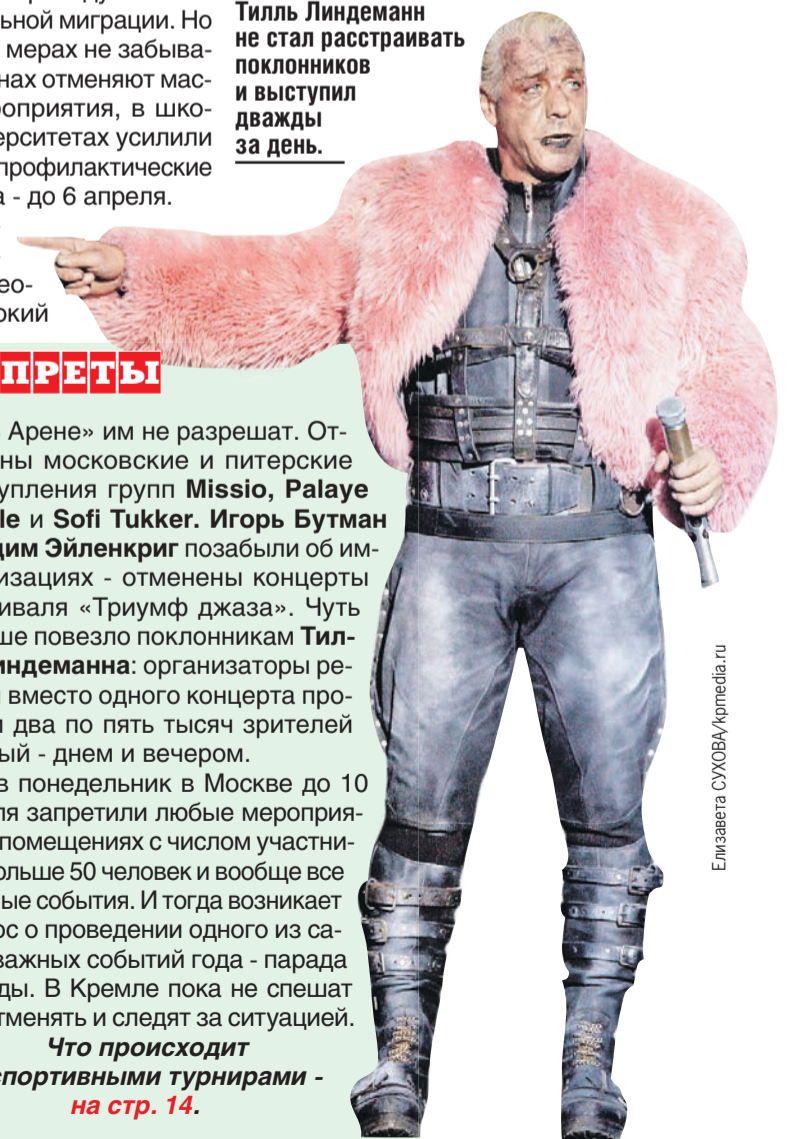 льной миграции. Но
мерах не забыва-
нах отменяют мас-
роприятия, в шко-
ерситетах усилили
профилактические
а - до 6 апреля.
Тилль Линдеманн
не стал расстраивать
поклонников
и выступил
дважды
за день.
ео-
окий
ПРЕТЫ
Арене» им не разрешат. От-
ны московские и питерские
упления групп Missio, Palaye
le и Sofi Tukker. Игорь Бутман
дим Эйленкриг позабыли об им-
изациях - отменены концерты
иваля «Триумф джаза». Чуть
ше повезло поклонникам Тил-
индеманна: организаторы ре-
вместо одного концерта про-
и два по пять тысяч зрителей
ый - днем и вечером.
в понедельник в Москве до 10
ля запретили любые мероприя-
помещениях с числом участни-
ольше 50 человек и вообще все
ые события. И тогда возникает
ос о проведении одного из са-
важных событий года - парада
ды. В Кремле пока не спешат
тменять и следят за ситуацией.
Что происходит
спортивными турнирами -
на стр. 14.
Елизавета СУХОВА/kpmedia.ru